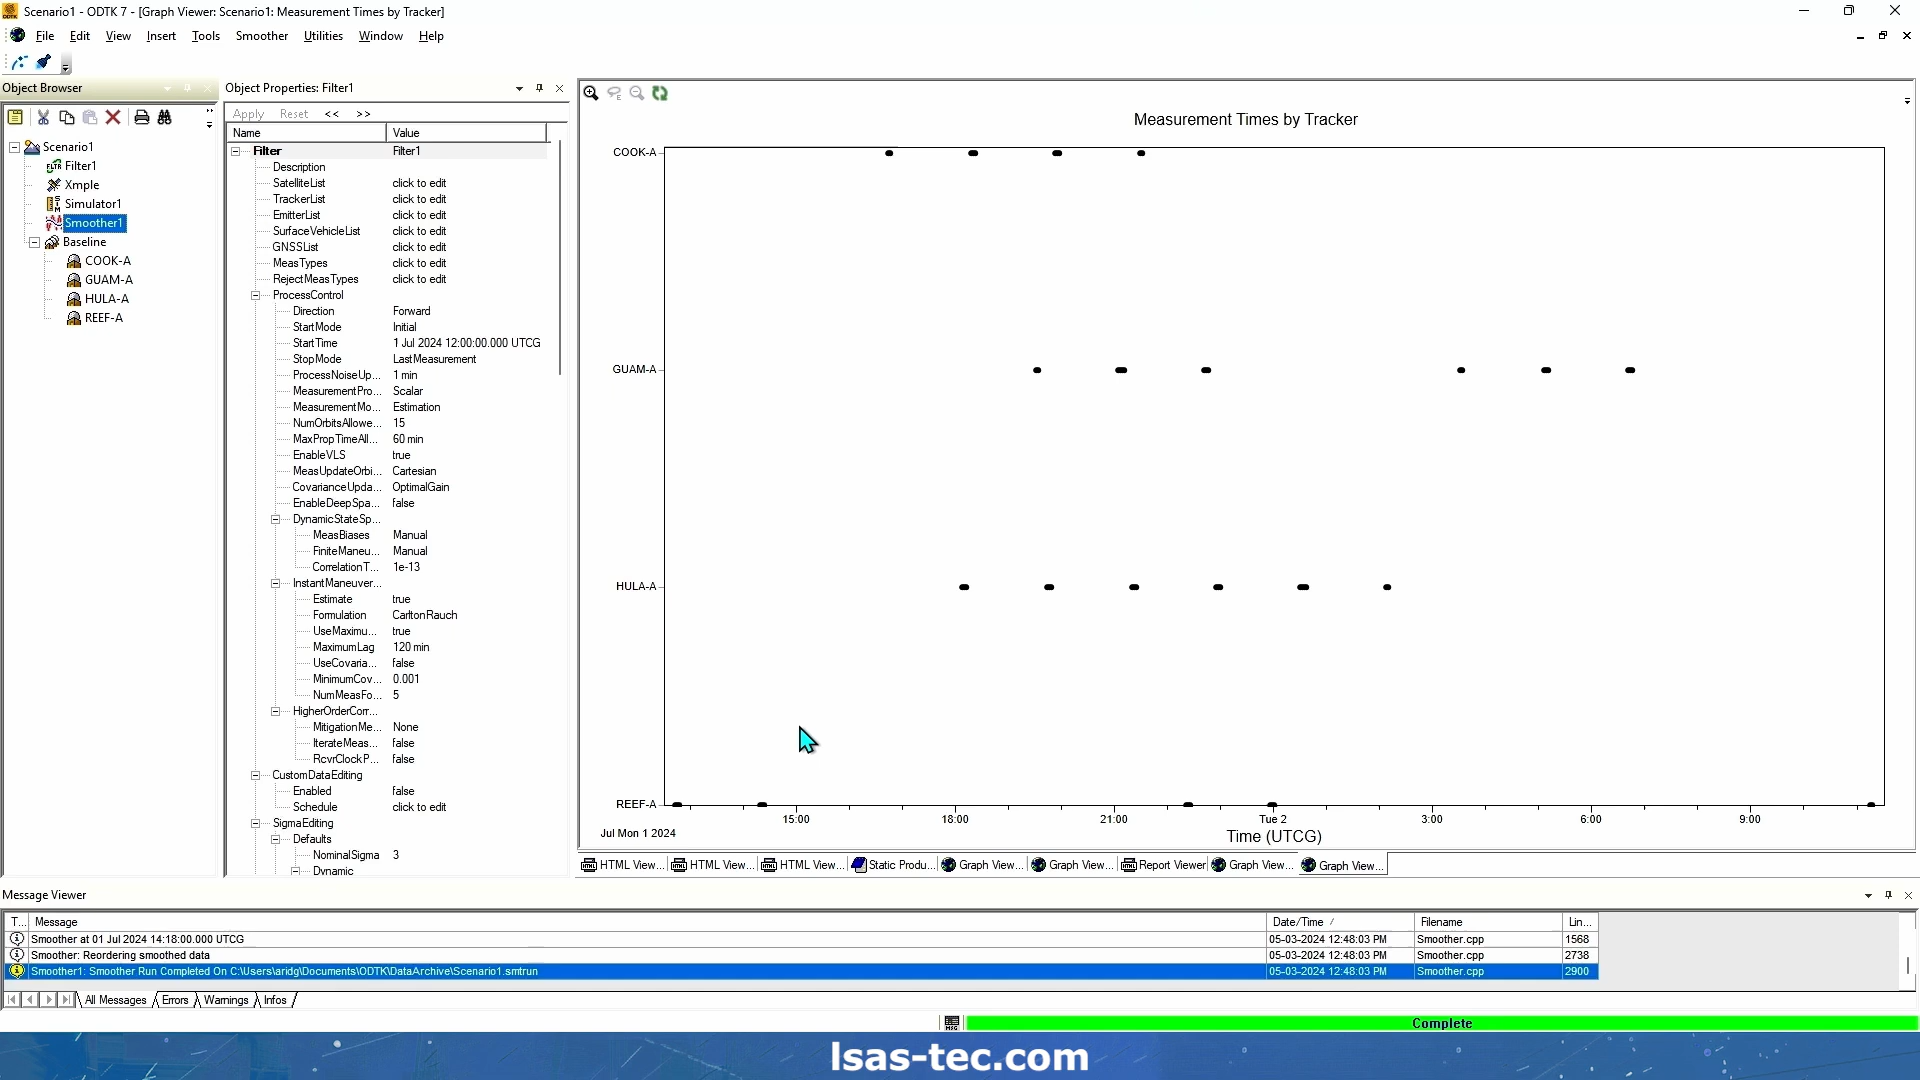 Scenario1 - ODTK 7 - [Graph Viewer: Scenario1: Measurement Times by Tracker]
File Edit View Insert Tools Smoother Utilities Window Help
Object Browser
Scenario1
Filter1
Xmple
Simulator1
Smoother1
Baseline
COOK-A
GUAM-A
HULA-A
REEF-A
Object Properties: Filter1
Apply Reset << >>
Name Value
Filter Filter1
Description
SatelliteList click to edit
TrackerList click to edit
EmitterList click to edit
SurfaceVehicleList click to edit
GNSSList click to edit
MeasTypes click to edit
RejectMeasTypes click to edit
ProcessControl
Direction Forward
StartMode Initial
StartTime 1 Jul 2024 12:00:00.000 UTCG
StopMode LastMeasurement
ProcessNoiseUp... 1 min
MeasurementPro... Scalar
MeasurementMo... Estimation
NumOrbitsAllowe... 15
MaxPropTimeAll... 60 min
EnableVLS true
MeasUpdateOrbi... Cartesian
CovarianceUpda... OptimalGain
EnableDeepSpa... false
DynamicStateSp...
MeasBiases Manual
FiniteManeu... Manual
CorrelationT... 1e-13
InstantManeuver...
Estimate true
Formulation CarltonRauch
UseMaximu... true
MaximumLag 120 min
UseCovaria... false
MinimumCov... 0.001
NumMeasFo... 5
HigherOrderCorr...
MitigationMe... None
IterateMeas... false
RcvrClockP... false
CustomDataEditing
Enabled false
Schedule click to edit
SigmaEditing
Defaults
NominalSigma 3
Dynamic
Measurement Times by Tracker
COOK-A
GUAM-A
HULA-A
REEF-A
15:00 18:00 21:00 Tue 2 3:00 6:00 9:00
Jul Mon 1 2024
Time (UTCG)
HTML View... HTML View... HTML View... Static Produ... Graph View... Graph View... Report Viewer Graph View... Graph View...
Message Viewer
T... Message Date/Time Filename Lin...
Smoother at 01 Jul 2024 14:18:00.000 UTCG 05-03-2024 12:48:03 PM Smoother.cpp 1568
Smoother: Reordering smoothed data 05-03-2024 12:48:03 PM Smoother.cpp 2738
Smoother1: Smoother Run Completed On C:\Users\aridg\Documents\ODTK\DataArchive\Scenario1.smtrun 05-03-2024 12:48:03 PM Smoother.cpp 2900
All Messages Errors Warnings Infos
Complete
lsas-tec.com